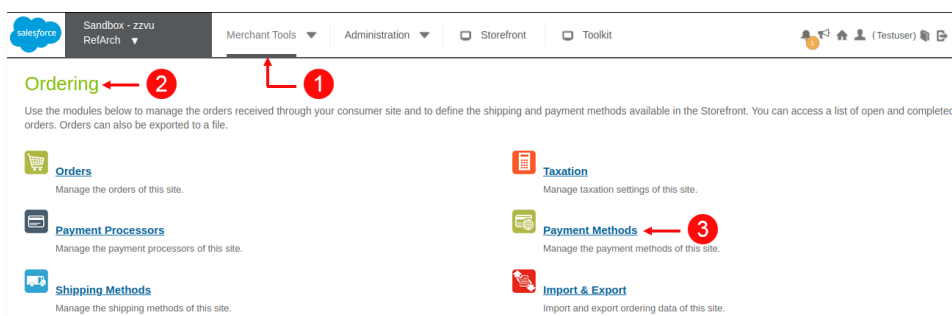 salesforce
Sandbox - zzvu
RefArch
Merchant Tools
Administration
Storefront
Toolkit
1
(Testuser)
Ordering
2
1
Use the modules below to manage the orders received through your consumer site and to define the shipping and payment methods available in the Storefront. You can access a list of open and completed
orders. Orders can also be exported to a file.
Orders
Manage the orders of this site.
Taxation
Manage taxation settings of this site.
Payment Processors
Manage the payment processors of this site.
Payment Methods
3
Manage the payment methods of this site.
Shipping Methods
Manage the shipping methods of this site.
Import & Export
Import and export ordering data of this site.